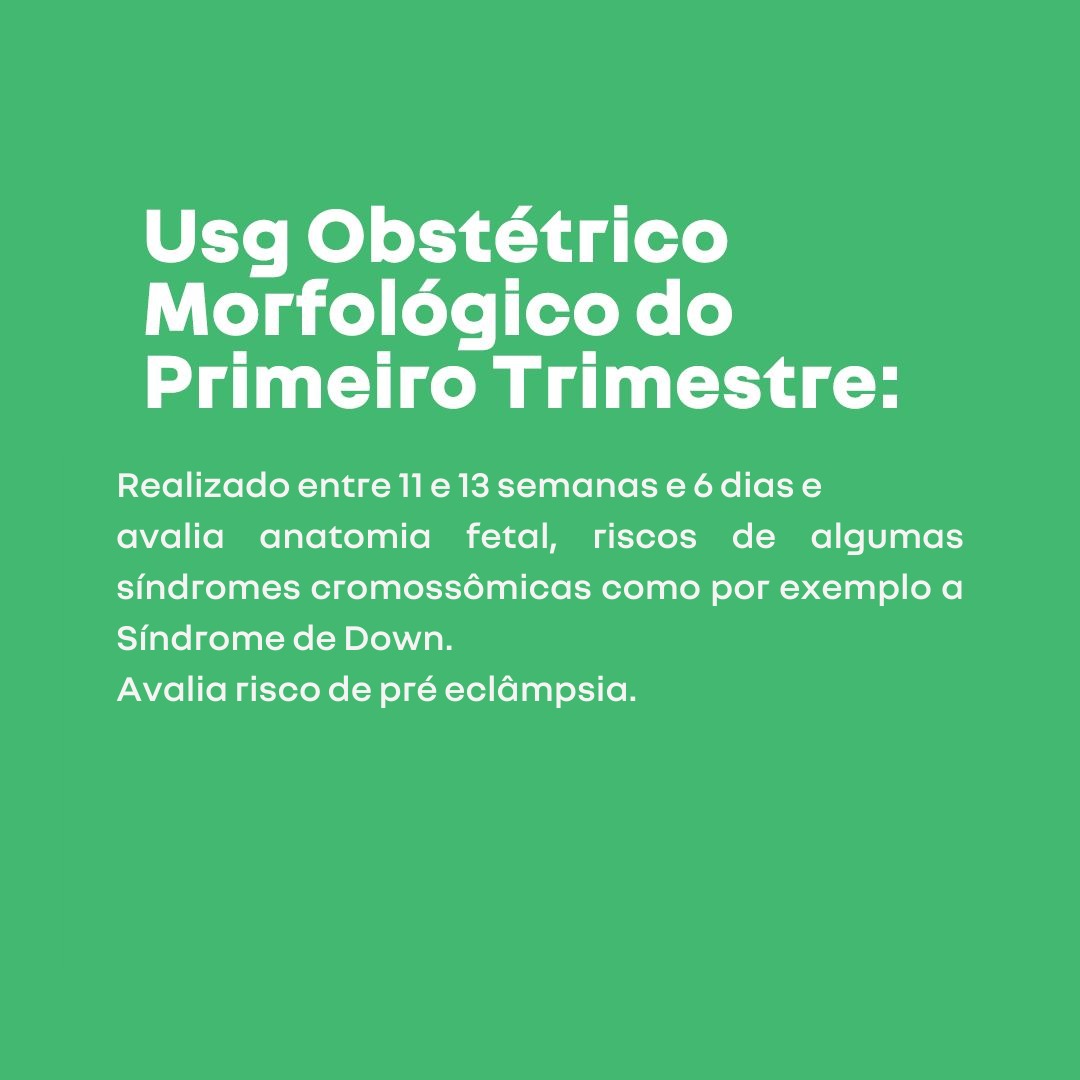 Usg Obstétrico
Morfológico do
Primeiro Trimestre:
Realizado entre 11 e 13 semanas e 6 dias e
avalia anatomia fetal, riscos de algumas
síndromes cromossômicas como por exemplo a
Síndrome de Down.
Avalia risco de pré eclâmpsia.